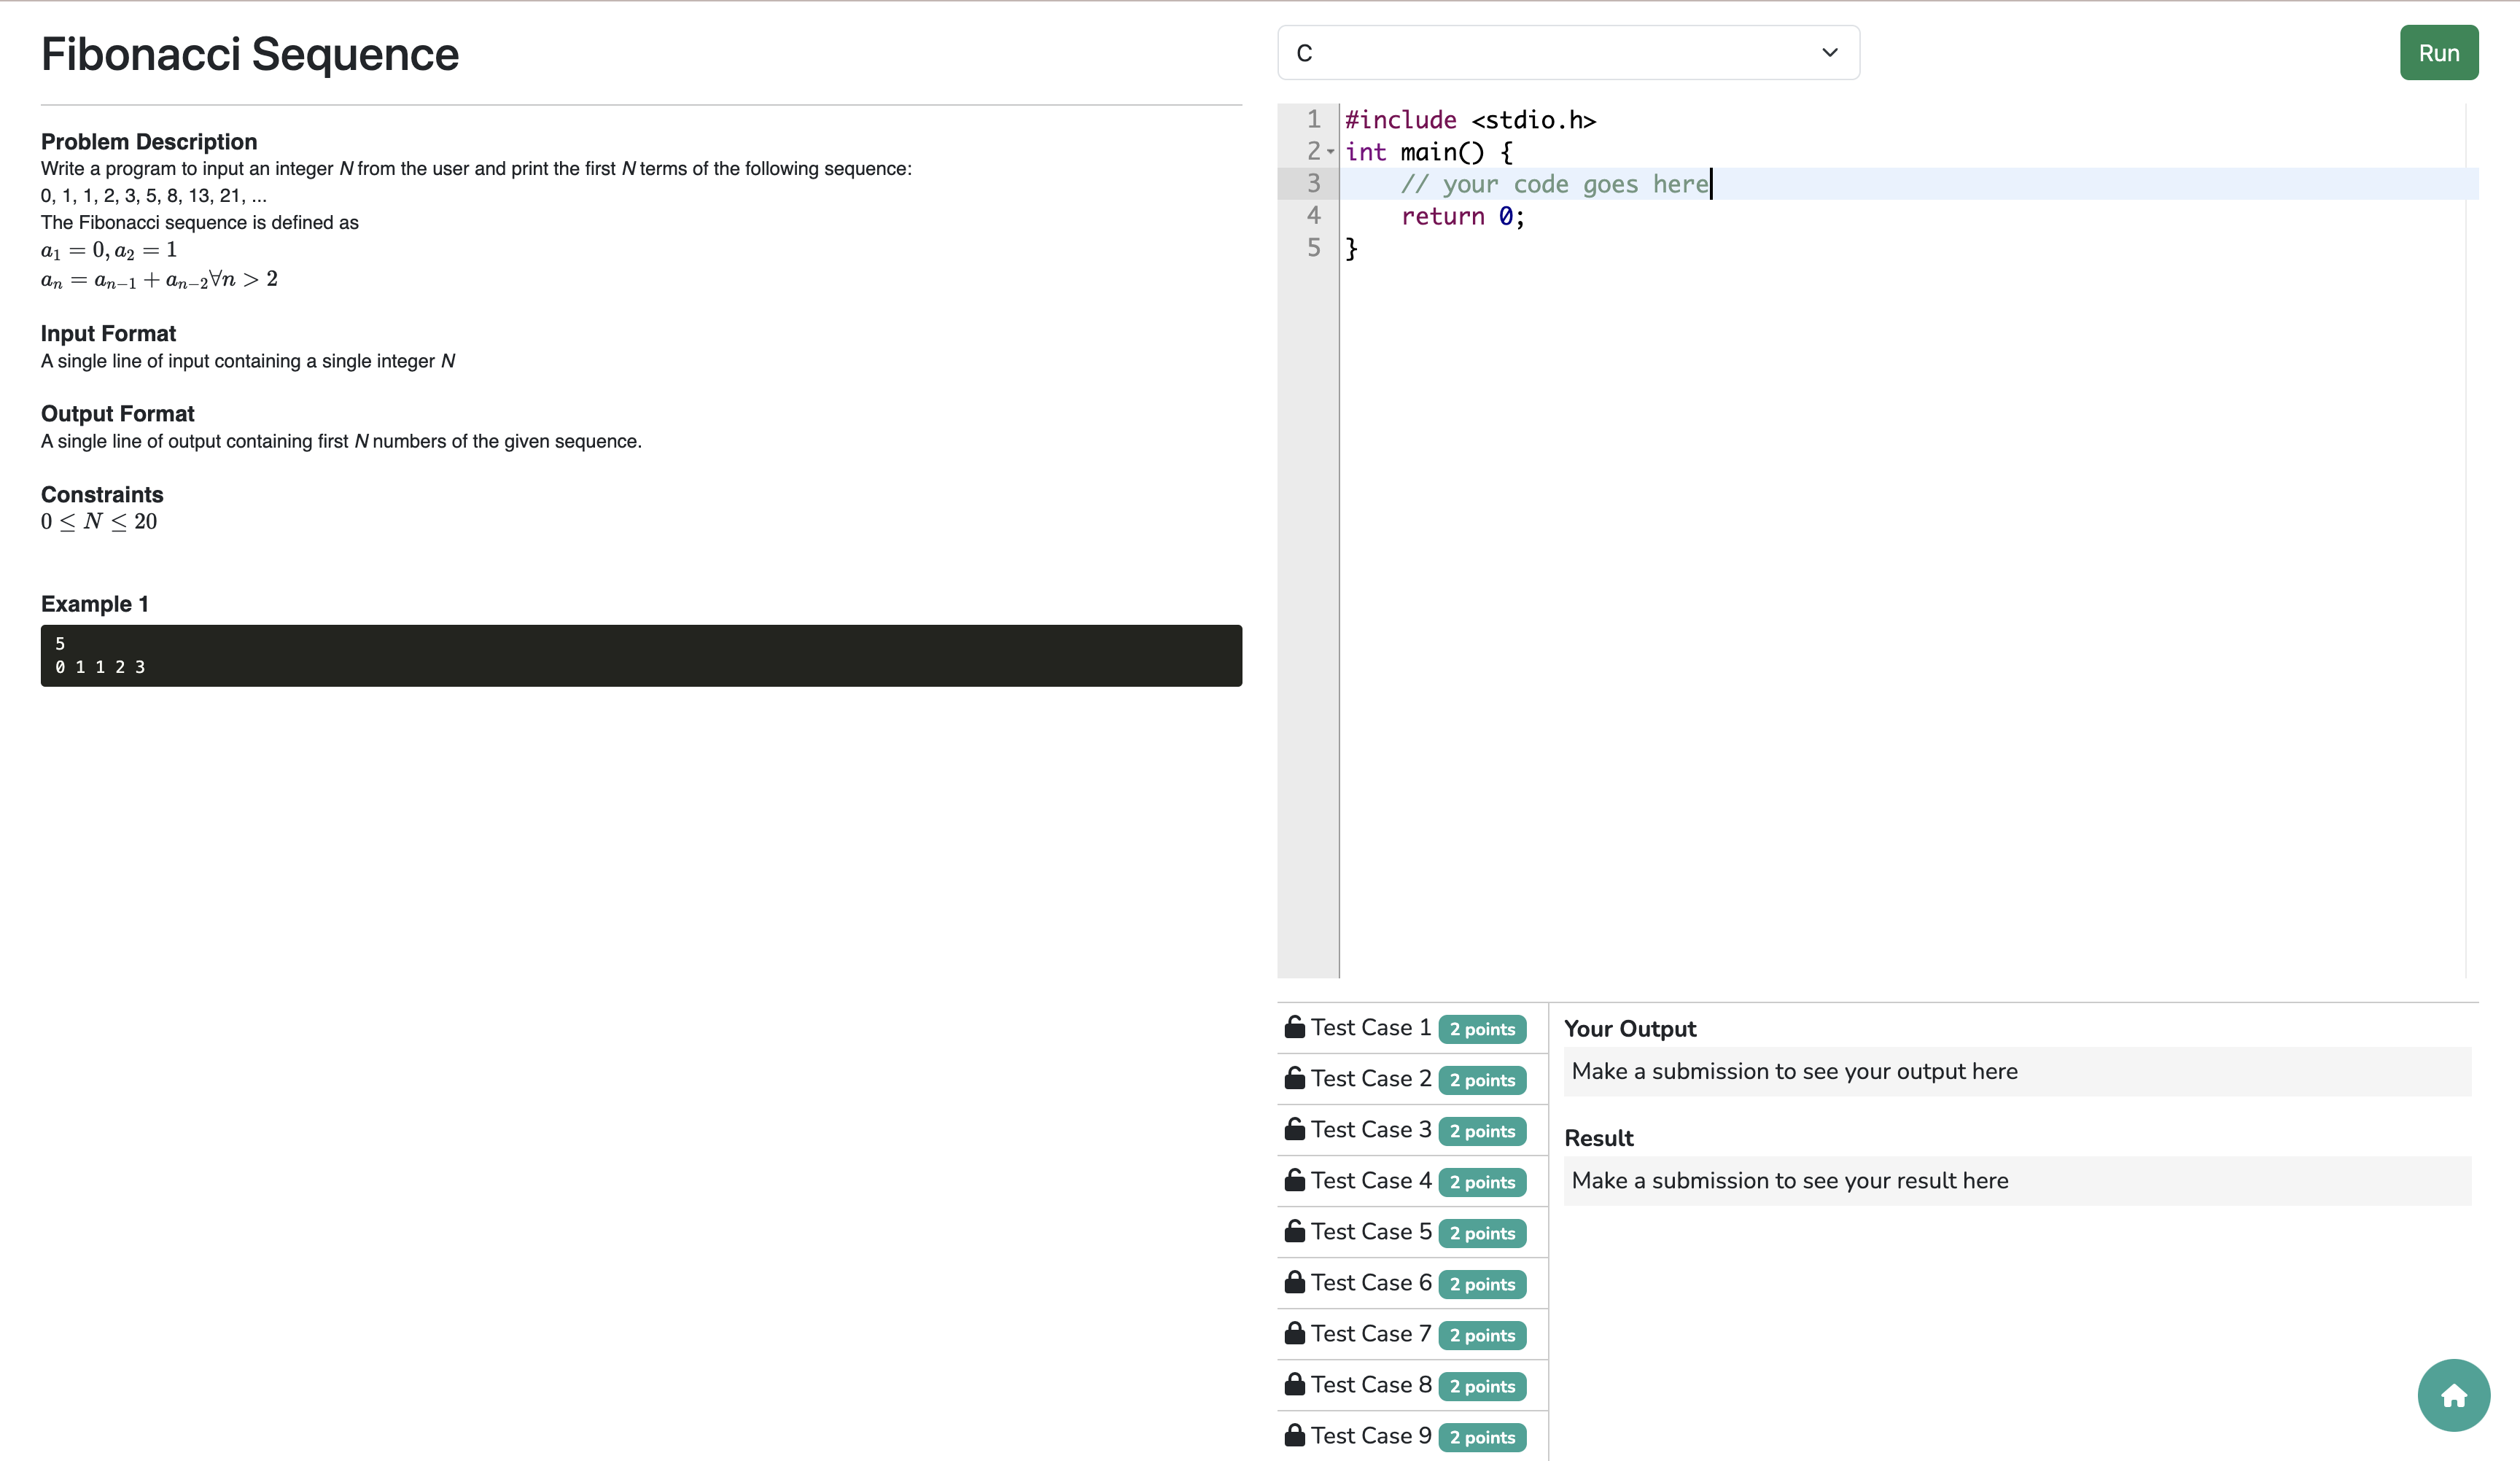 Fibonacci Sequence
Problem Description
Write a program to input an integer N from the user and print the first N terms of the following sequence:
0, 1, 1, 2, 3, 5, 8, 13, 21, ...
The Fibonacci sequence is defined as
a₁ = 0, a₂ = 1
aₙ = aₙ₋₁ + aₙ₋₂∀n > 2
Input Format
A single line of input containing a single integer N
Output Format
A single line of output containing first N numbers of the given sequence.
Constraints
0 ≤ N ≤ 20
Example 1
5
0 1 1 2 3
C
Run
1 #include <stdio.h>
2 int main() {
3     // your code goes here
4     return 0;
5 }
Test Case 1 2 points
Test Case 2 2 points
Test Case 3 2 points
Test Case 4 2 points
Test Case 5 2 points
Test Case 6 2 points
Test Case 7 2 points
Test Case 8 2 points
Test Case 9 2 points
Your Output
Make a submission to see your output here
Result
Make a submission to see your result here